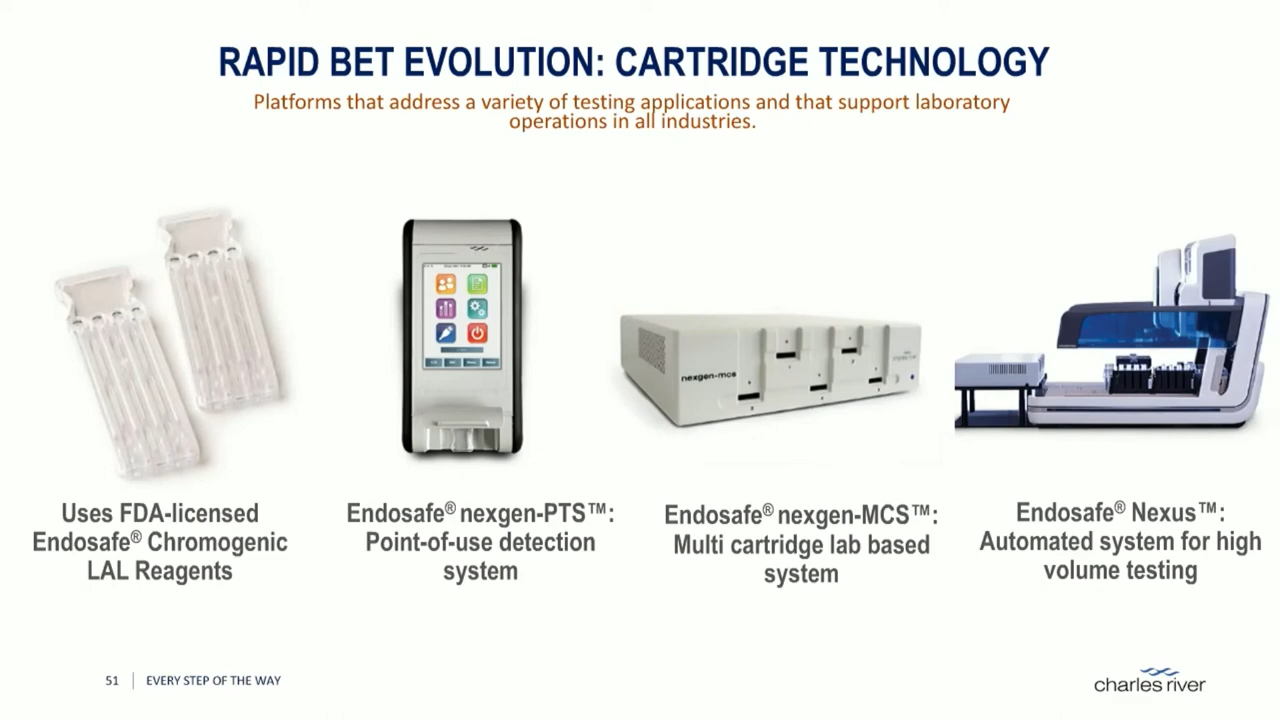 RAPID BET EVOLUTION: CARTRIDGE TECHNOLOGY
Platforms that address a variety of testing applications and that support laboratory
operations in all industries.
nexgen-mcs
Uses FDA-licensed
Endosafe® Chromogenic
LAL Reagents
Endosafe® nexgen-PTS™:
Point-of-use detection
system
Endosafe® nexgen-MCS™:
Multi cartridge lab based
system
Endosafe® Nexus™:
Automated system for high
volume testing
51
EVERY STEP OF THE WAY
charles river